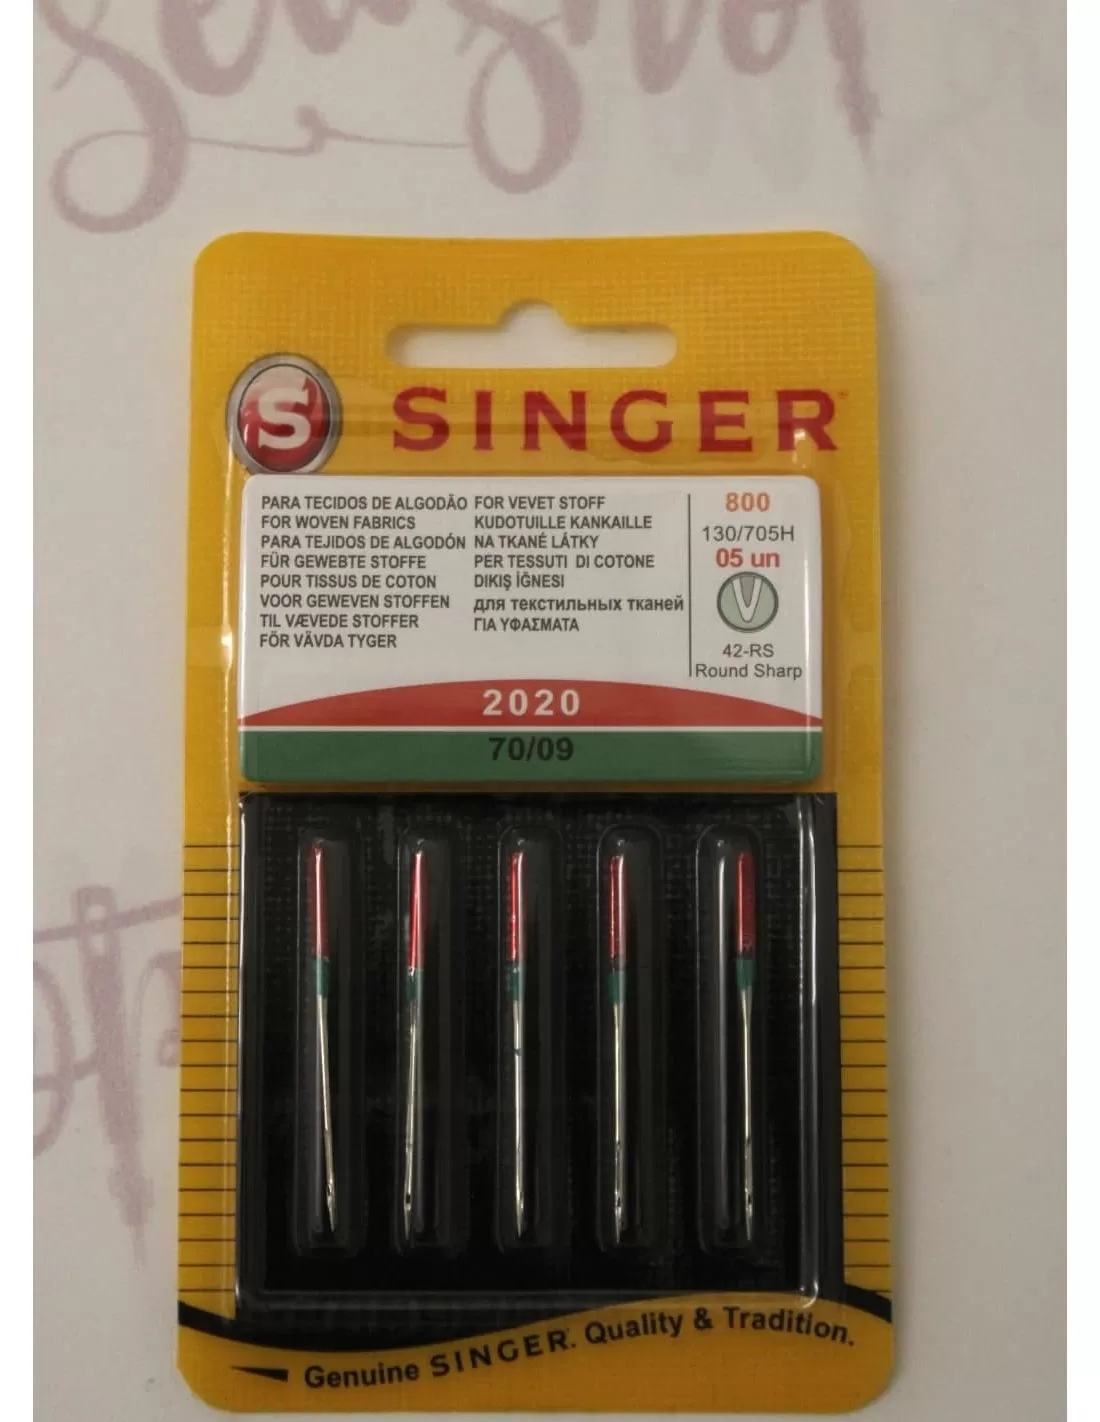 S SINGER™
PARA TECIDOS DE ALGODÃO
FOR WOVEN FABRICS
PARA TEJIDOS DE ALGODÓN
FÜR GEWEBTE STOFFE
POUR TISSUS DE COTON
VOOR GEWEVEN STOFFEN
TIL VÆVEDE STOFFER
FÖR VÄVDA TYGER
FOR VEVET STOFF
KUDOTUILLE KANKAILLE
NA TKANÉ LÁTKY
PER TESSUTI DI COTONE
DIKIŞ İĞNESI
для текстильных тканей
ΓΙΑ ΥΦΑΣΜΑΤΑ
800
130/705H
05 un
42-RS
Round Sharp
2020
70/09
Genuine SINGER. Quality & Tradition.